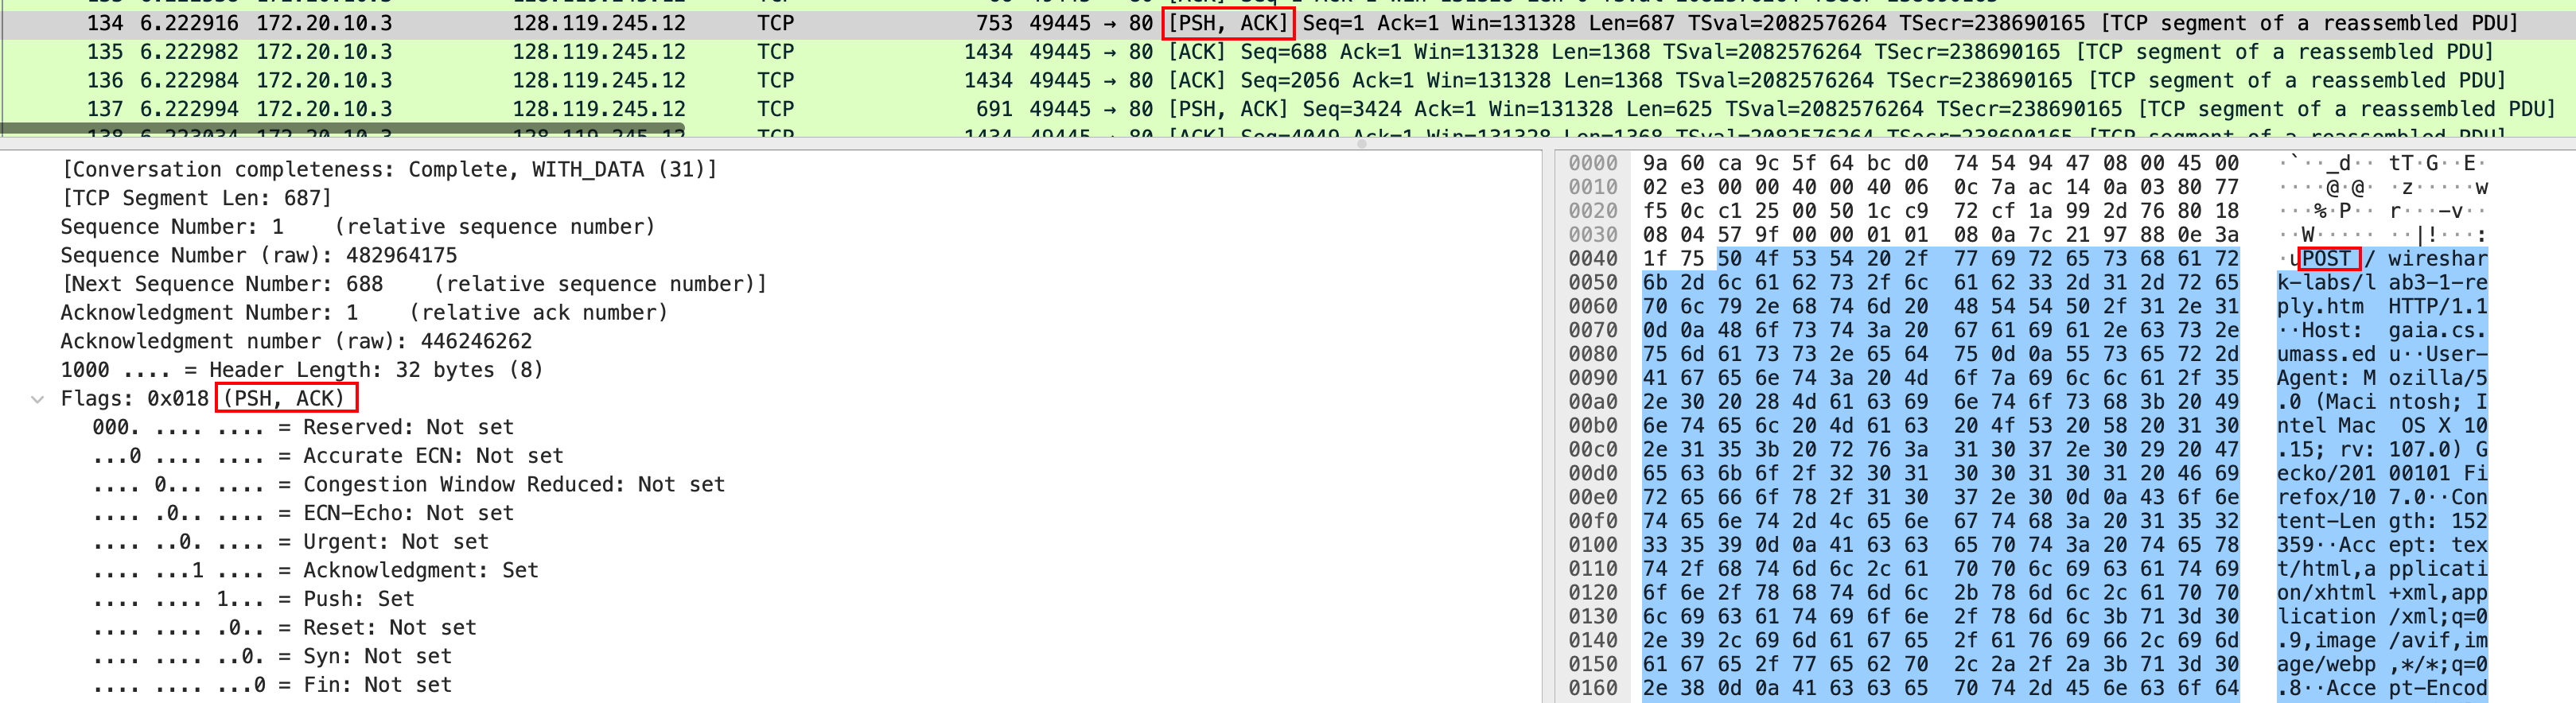 134 6.222916 172.20.10.3 128.119.245.12 TCP 753 49445 → 80 [PSH, ACK] Seq=1 Ack=1 Win=131328 Len=687 TSval=2082576264 TSecr=238690165 [TCP segment of a reassembled PDU]
135 6.222982 172.20.10.3 128.119.245.12 TCP 1434 49445 → 80 [ACK] Seq=688 Ack=1 Win=131328 Len=1368 TSval=2082576264 TSecr=238690165 [TCP segment of a reassembled PDU]
136 6.222984 172.20.10.3 128.119.245.12 TCP 1434 49445 → 80 [ACK] Seq=2056 Ack=1 Win=131328 Len=1368 TSval=2082576264 TSecr=238690165 [TCP segment of a reassembled PDU]
137 6.222994 172.20.10.3 128.119.245.12 TCP 691 49445 → 80 [PSH, ACK] Seq=3424 Ack=1 Win=131328 Len=625 TSval=2082576264 TSecr=238690165 [TCP segment of a reassembled PDU]
138 6.223034 172.20.10.3 128.119.245.12 TCP 1434 49445 → 80 [ACK] Seq=4049 Ack=1 Win=131328 Len=1368 TSval=2082576264 TSecr=238690165 [TCP segment of a reassembled PDU]
[Conversation completeness: Complete, WITH_DATA (31)]
[TCP Segment Len: 687]
Sequence Number: 1 (relative sequence number)
Sequence Number (raw): 482964175
[Next Sequence Number: 688 (relative sequence number)]
Acknowledgment Number: 1 (relative ack number)
Acknowledgment number (raw): 446246262
1000 .... = Header Length: 32 bytes (8)
Flags: 0x018 (PSH, ACK)
000. .... .... = Reserved: Not set
...0 .... .... = Accurate ECN: Not set
.... 0... .... = Congestion Window Reduced: Not set
.... .0.. .... = ECN-Echo: Not set
.... ..0. .... = Urgent: Not set
.... ...1 .... = Acknowledgment: Set
.... .... 1... = Push: Set
.... .... .0.. = Reset: Not set
.... .... ..0. = Syn: Not set
.... .... ...0 = Fin: Not set
0000 9a 60 ca 9c 5f 64 bc d0 74 54 94 47 08 00 45 00 ·`··_d·· tT·G··E·
0010 02 e3 00 00 40 00 40 06 0c 7a ac 14 0a 03 80 77 ····@·@· ·z·····w
0020 f5 0c c1 25 00 50 1c c9 72 cf 1a 99 2d 76 80 18 ···%·P·· r···-v··
0030 08 04 57 9f 00 00 01 01 08 0a 7c 21 97 88 0e 3a ··W····· ··|!···:
0040 1f 75 50 4f 53 54 20 2f 77 69 72 65 73 68 61 72 ·uPOST / wireshar
0050 6b 2d 6c 61 62 73 2f 6c 61 62 33 2d 31 2d 72 65 k-labs/l ab3-1-re
0060 70 6c 79 2e 68 74 6d 20 48 54 54 50 2f 31 2e 31 ply.htm HTTP/1.1
0070 0d 0a 48 6f 73 74 3a 20 67 61 69 61 2e 63 73 2e ··Host: gaia.cs.
0080 75 6d 61 73 73 2e 65 64 75 0d 0a 55 73 65 72 2d umass.ed u··User-
0090 41 67 65 6e 74 3a 20 4d 6f 7a 69 6c 6c 61 2f 35 Agent: M ozilla/5
00a0 2e 30 20 28 4d 61 63 69 6e 74 6f 73 68 3b 20 49 .0 (Maci ntosh; I
00b0 6e 74 65 6c 20 4d 61 63 20 4f 53 20 58 20 31 30 ntel Mac OS X 10
00c0 2e 31 35 3b 20 72 76 3a 31 30 37 2e 30 29 20 47 .15; rv: 107.0) G
00d0 65 63 6b 6f 2f 32 30 31 30 30 31 30 31 20 46 69 ecko/201 00101 Fi
00e0 72 65 66 6f 78 2f 31 30 37 2e 30 0d 0a 43 6f 6e refox/10 7.0··Con
00f0 74 65 6e 74 2d 4c 65 6e 67 74 68 3a 20 31 35 32 tent-Len gth: 152
0100 33 35 39 0d 0a 41 63 63 65 70 74 3a 20 74 65 78 359··Acc ept: tex
0110 74 2f 68 74 6d 6c 2c 61 70 70 6c 69 63 61 74 69 t/html,a pplicati
0120 6f 6e 2f 78 68 74 6d 6c 2b 78 6d 6c 2c 61 70 70 on/xhtml +xml,app
0130 6c 69 63 61 74 69 6f 6e 2f 78 6d 6c 3b 71 3d 30 lication /xml;q=0
0140 2e 39 2c 69 6d 61 67 65 2f 61 76 69 66 2c 69 6d .9,image /avif,im
0150 61 67 65 2f 77 65 62 70 2c 2a 2f 2a 3b 71 3d 30 age/webp ,*/*;q=0
0160 2e 38 0d 0a 41 63 63 65 70 74 2d 45 6e 63 6f 64 .8··Acce pt-Encod